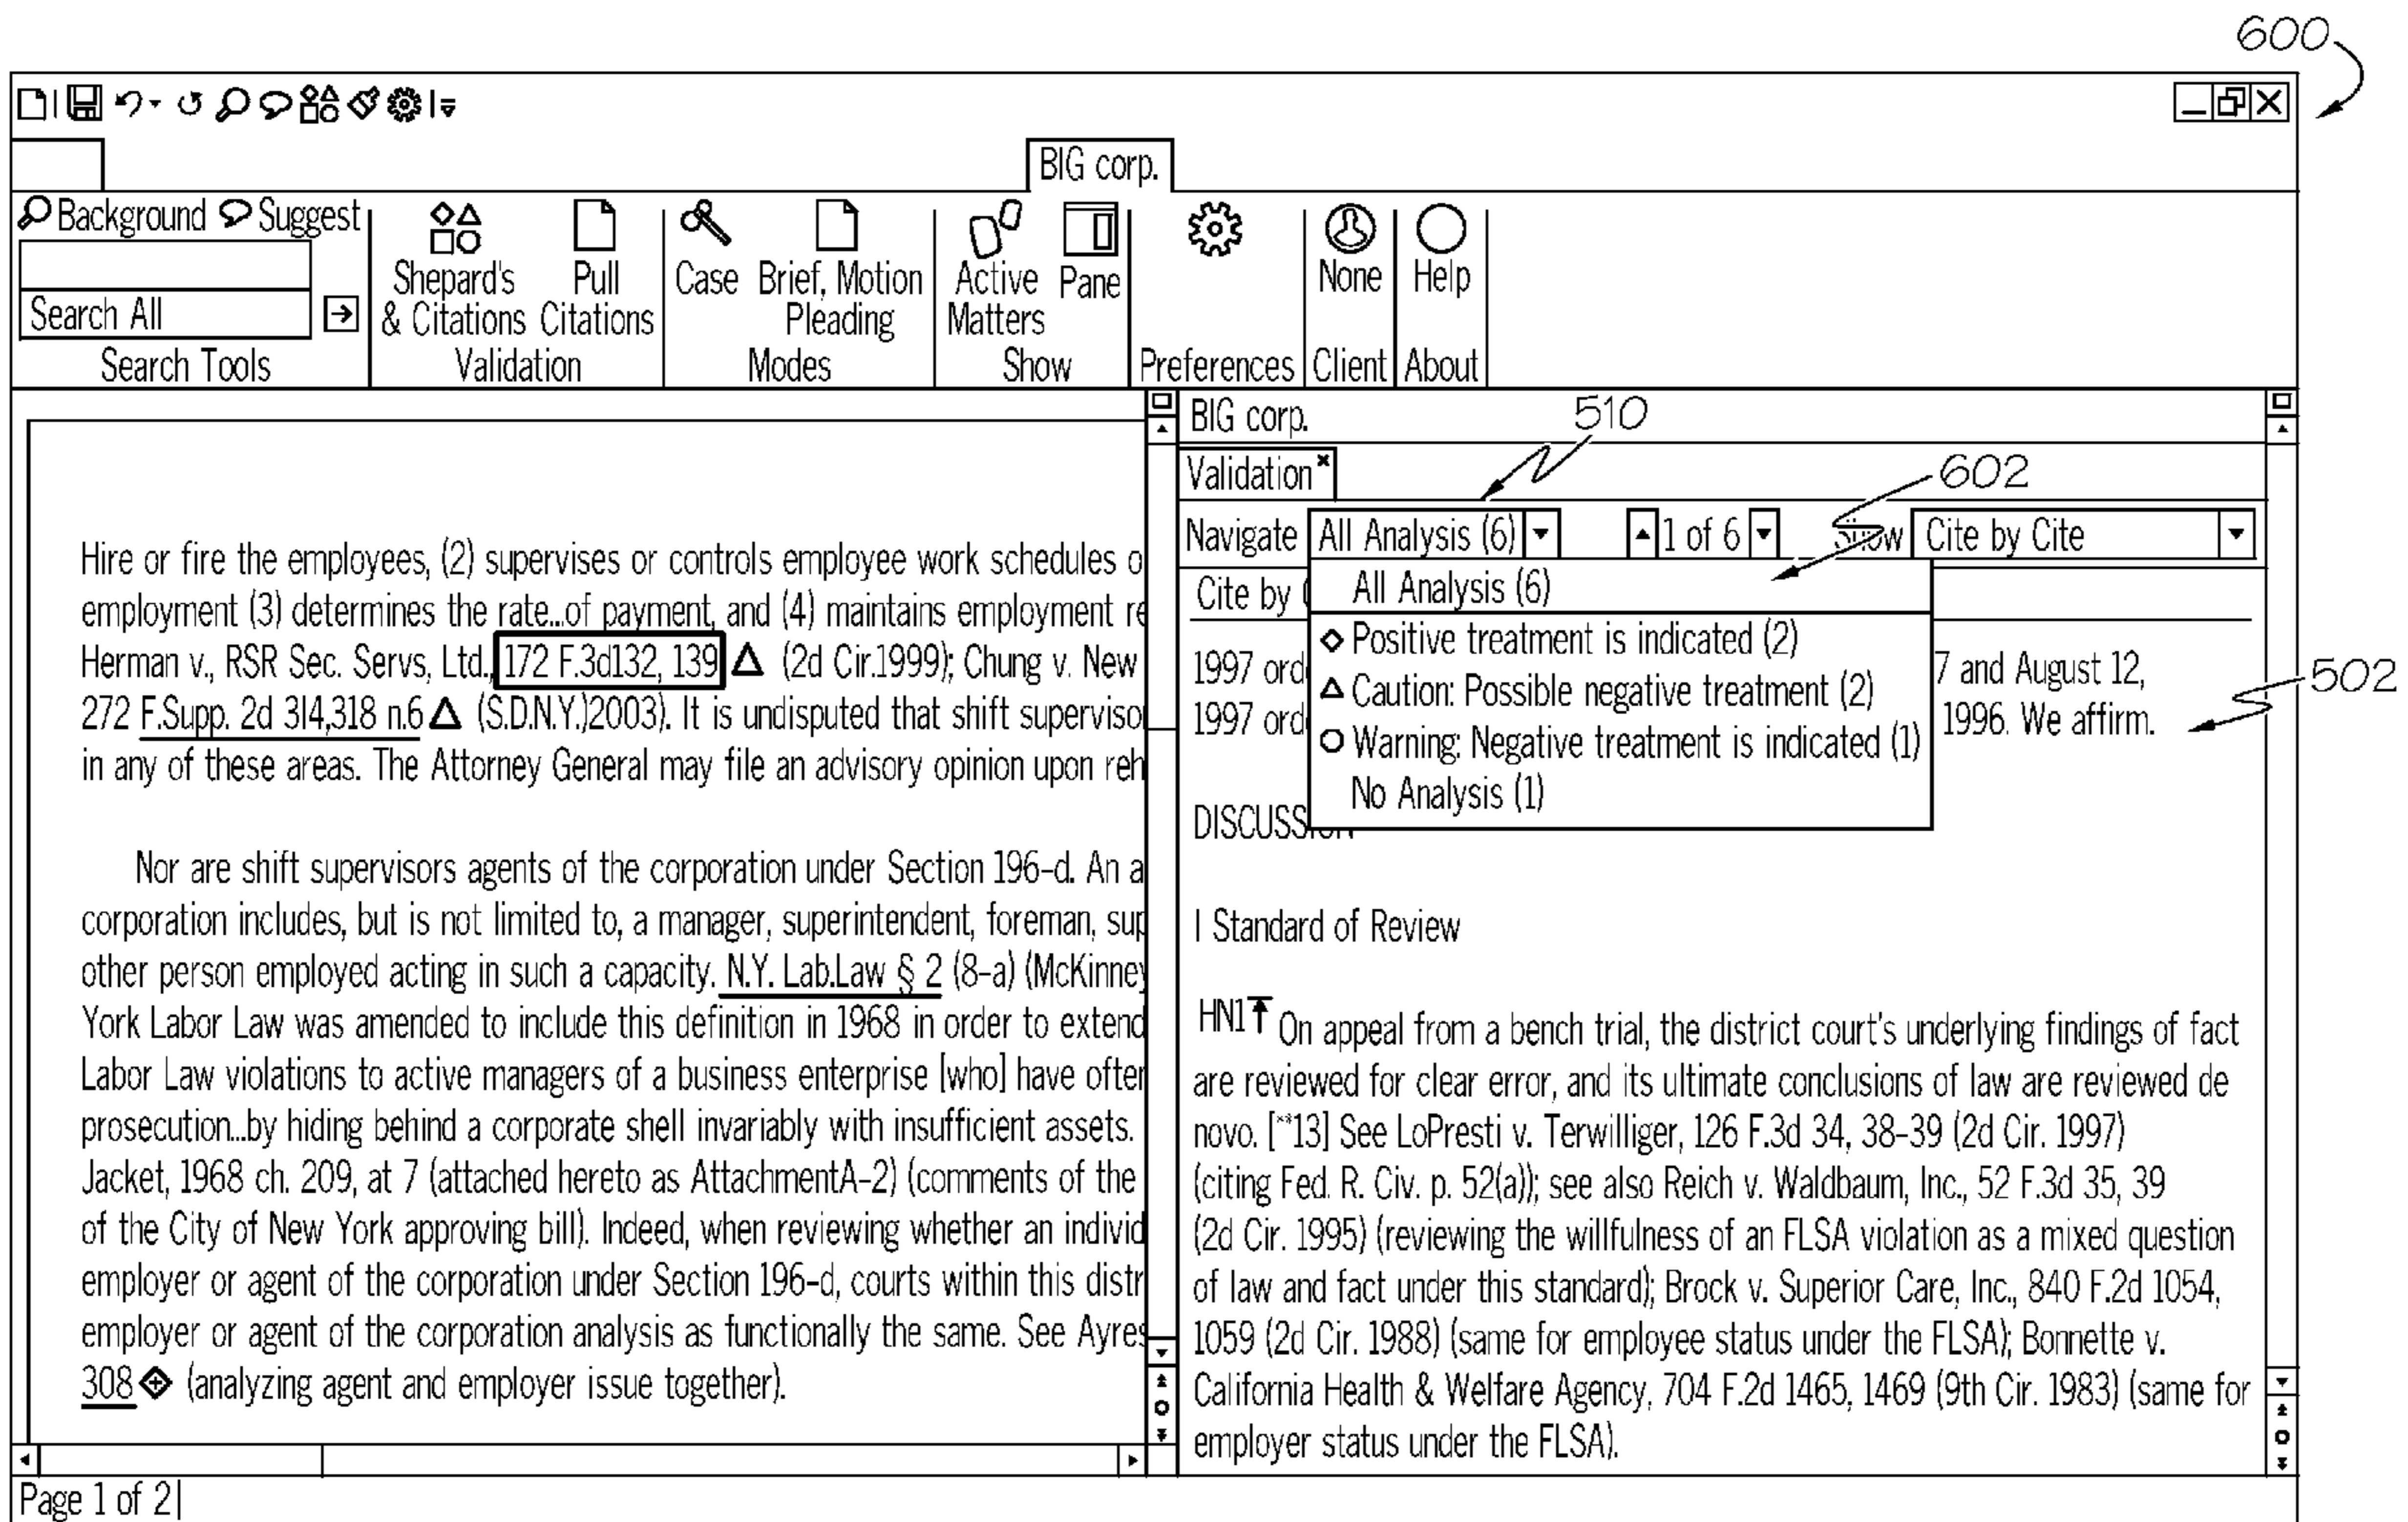 600
BIG corp.
Background Suggest
Search All
Search Tools
Shepard's
& Citations
Pull
Citations
Validation
Case
Brief, Motion
Pleading
Modes
Active
Matters
Pane
Show
Preferences
None
Client
Help
About
Hire or fire the employees, (2) supervises or controls employee work schedules o
employment (3) determines the rate...of payment, and (4) maintains employment re
Herman v., RSR Sec. Servs, Ltd., 172 F.3d132, 139 (2d Cir.1999); Chung v. New
272 F.Supp. 2d 314,318 n.6 (S.D.N.Y.)2003). It is undisputed that shift superviso
in any of these areas. The Attorney General may file an advisory opinion upon reh
Nor are shift supervisors agents of the corporation under Section 196-d. An a
corporation includes, but is not limited to, a manager, superintendent, foreman, sup
other person employed acting in such a capacity. N.Y. Lab.Law § 2 (8-a) (McKinney
York Labor Law was amended to include this definition in 1968 in order to extend
Labor Law violations to active managers of a business enterprise [who] have often
prosecution...by hiding behind a corporate shell invariably with insufficient assets.
Jacket, 1968 ch. 209, at 7 (attached hereto as AttachmentA-2) (comments of the
of the City of New York approving bill). Indeed, when reviewing whether an individ
employer or agent of the corporation under Section 196-d, courts within this distr
employer or agent of the corporation analysis as functionally the same. See Ayres
308 (analyzing agent and employer issue together).
Page 1 of 2
BIG corp.
510
Validation
602
Navigate All Analysis (6) 1 of 6 Show Cite by Cite
Cite by
All Analysis (6)
Positive treatment is indicated (2)
Caution: Possible negative treatment (2)
Warning: Negative treatment is indicated (1)
No Analysis (1)
1997 ord 7 and August 12,
1997 ord 1996. We affirm.
502
DISCUSSION
I Standard of Review
HN1 On appeal from a bench trial, the district court's underlying findings of fact
are reviewed for clear error, and its ultimate conclusions of law are reviewed de
novo. [**13] See LoPresti v. Terwilliger, 126 F.3d 34, 38-39 (2d Cir. 1997)
(citing Fed. R. Civ. p. 52(a)); see also Reich v. Waldbaum, Inc., 52 F.3d 35, 39
(2d Cir. 1995) (reviewing the willfulness of an FLSA violation as a mixed question
of law and fact under this standard); Brock v. Superior Care, Inc., 840 F.2d 1054,
1059 (2d Cir. 1988) (same for employee status under the FLSA); Bonnette v.
California Health & Welfare Agency, 704 F.2d 1465, 1469 (9th Cir. 1983) (same for
employer status under the FLSA).